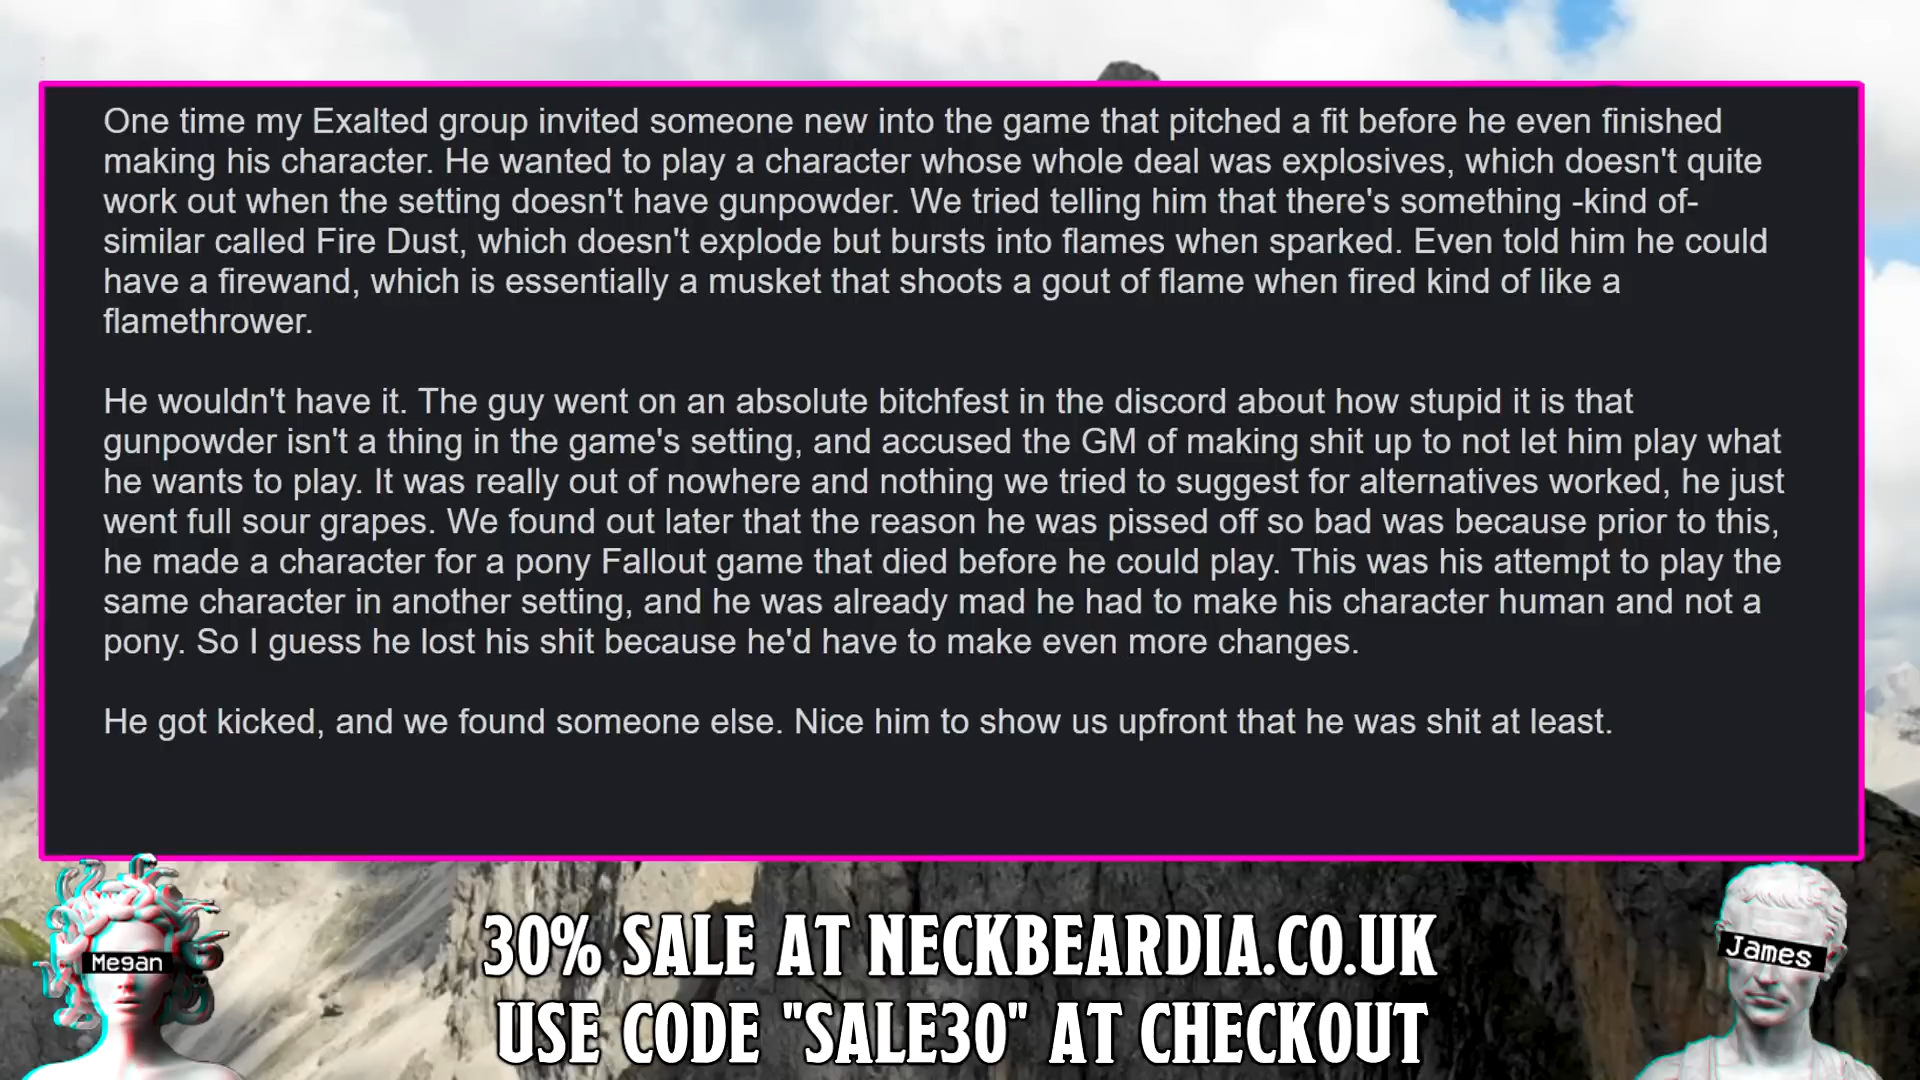 One time my Exalted group invited someone new into the game that pitched a fit before he even finished
making his character. He wanted to play a character whose whole deal was explosives, which doesn't quite
work out when the setting doesn't have gunpowder. We tried telling him that there's something -kind of-
similar called Fire Dust, which doesn't explode but bursts into flames when sparked. Even told him he could
have a firewand, which is essentially a musket that shoots a gout of flame when fired kind of like a
flamethrower.
He wouldn't have it. The guy went on an absolute bitchfest in the discord about how stupid it is that
gunpowder isn't a thing in the game's setting, and accused the GM of making shit up to not let him play what
he wants to play. It was really out of nowhere and nothing we tried to suggest for alternatives worked, he just
went full sour grapes. We found out later that the reason he was pissed off so bad was because prior to this,
he made a character for a pony Fallout game that died before he could play. This was his attempt to play the
same character in another setting, and he was already mad he had to make his character human and not a
pony. So I guess he lost his shit because he'd have to make even more changes.
He got kicked, and we found someone else. Nice him to show us upfront that he was shit at least.
Megan
30% SALE AT NECKBEARDIA.CO.UK
USE CODE "SALE30" AT CHECKOUT
James